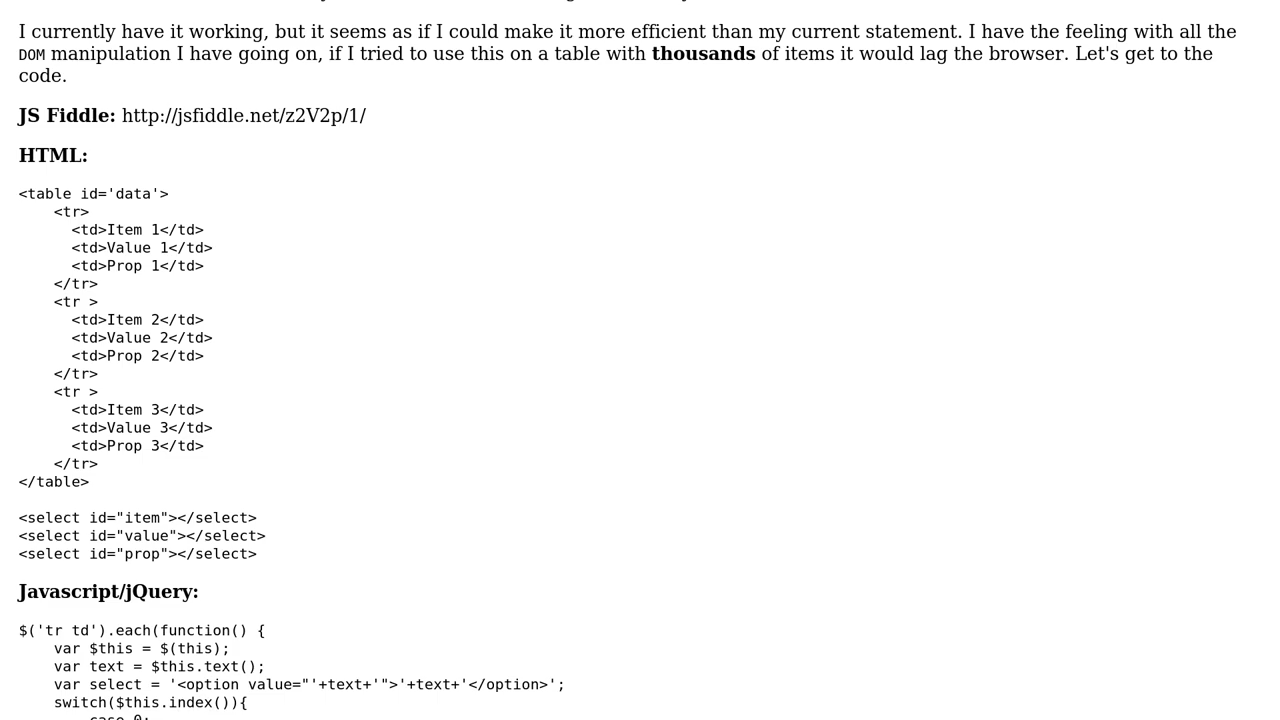 I currently have it working, but it seems as if I could make it more efficient than my current statement. I have the feeling with all the
DOM manipulation I have going on, if I tried to use this on a table with thousands of items it would lag the browser. Let's get to the
code.
JS Fiddle: http://jsfiddle.net/z2V2p/1/
HTML:
<table id='data'>
    <tr>
      <td>Item 1</td>
      <td>Value 1</td>
      <td>Prop 1</td>
    </tr>
    <tr >
      <td>Item 2</td>
      <td>Value 2</td>
      <td>Prop 2</td>
    </tr>
    <tr >
      <td>Item 3</td>
      <td>Value 3</td>
      <td>Prop 3</td>
    </tr>
</table>
<select id="item"></select>
<select id="value"></select>
<select id="prop"></select>
Javascript/jQuery:
$('tr td').each(function() {
    var $this = $(this);
    var text = $this.text();
    var select = '<option value="'+text+'">'+text+'</option>';
    switch($this.index()){
        case 0: